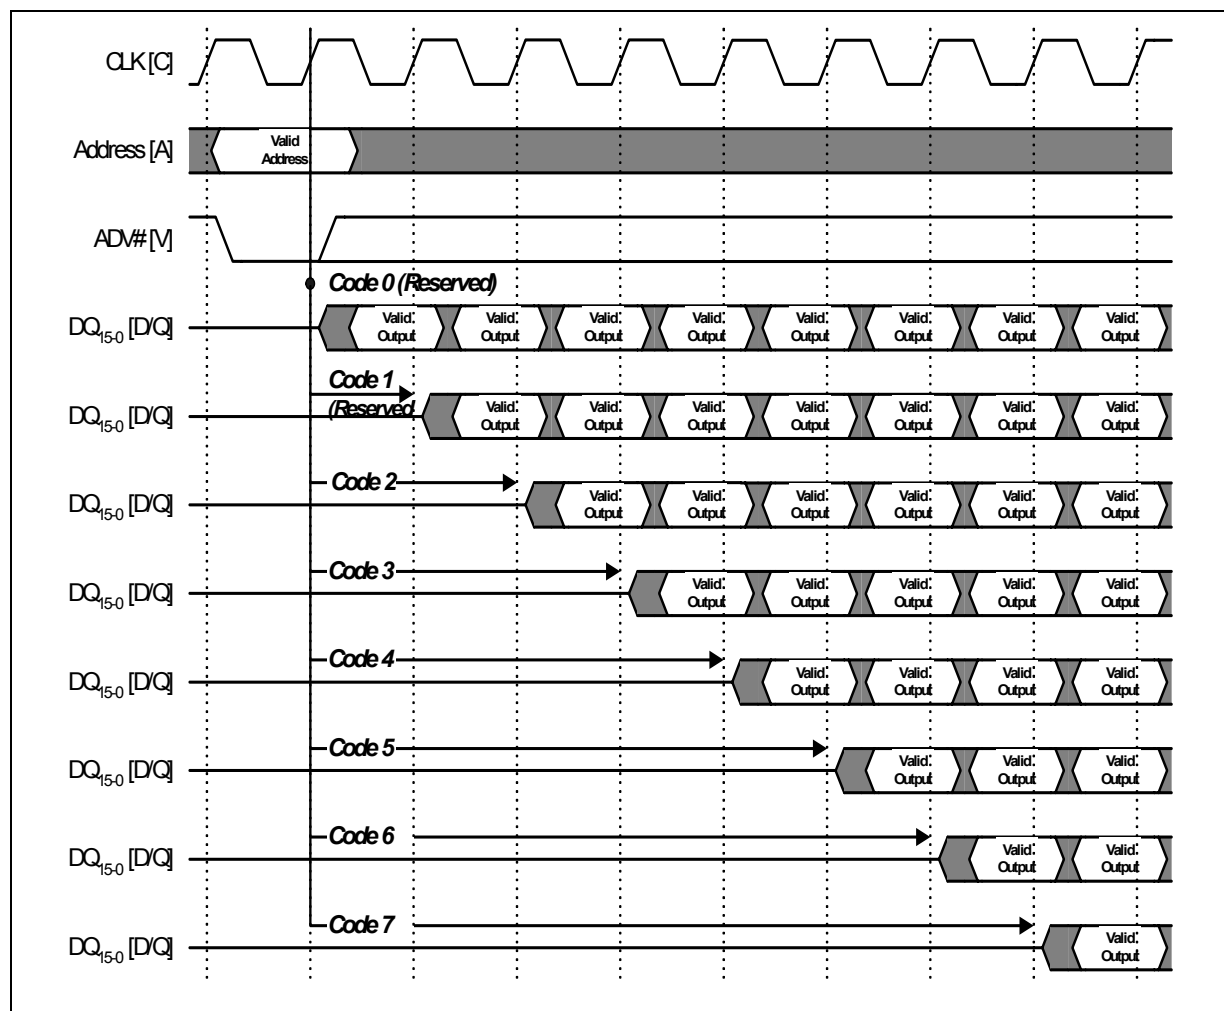 CLK [C]
Address [A]
Valid
Address
ADV# [V]
Code 0 (Reserved)
DQ15-0 [D/Q]
Valid Valid Valid Valid Valid Valid Valid Valid
Output Output Output Output Output Output Output Output
Code 1
(Reserved
DQ15-0 [D/Q]
Valid Valid Valid Valid Valid Valid Valid
Output Output Output Output Output Output Output
Code 2
DQ15-0 [D/Q]
Valid Valid Valid Valid Valid Valid
Output Output Output Output Output Output
Code 3
DQ15-0 [D/Q]
Valid Valid Valid Valid Valid
Output Output Output Output Output
Code 4
DQ15-0 [D/Q]
Valid Valid Valid Valid
Output Output Output Output
Code 5
DQ15-0 [D/Q]
Valid Valid Valid
Output Output Output
Code 6
DQ15-0 [D/Q]
Valid Valid
Output Output
Code 7
DQ15-0 [D/Q]
Valid
Output